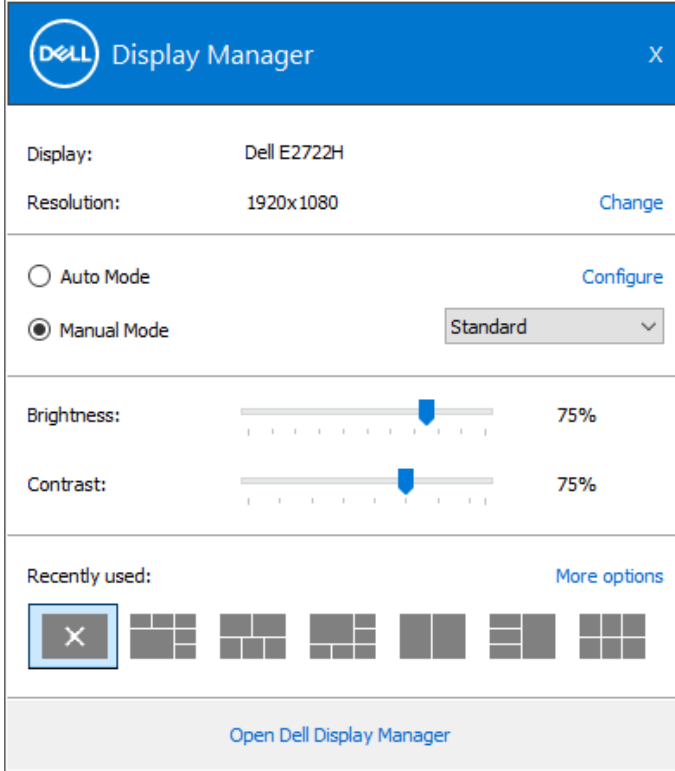 DELL Display Manager X
Display: Dell E2722H
Resolution: 1920x1080 Change
Auto Mode Configure
Manual Mode Standard
Brightness: 75%
Contrast: 75%
Recently used: More options
Open Dell Display Manager